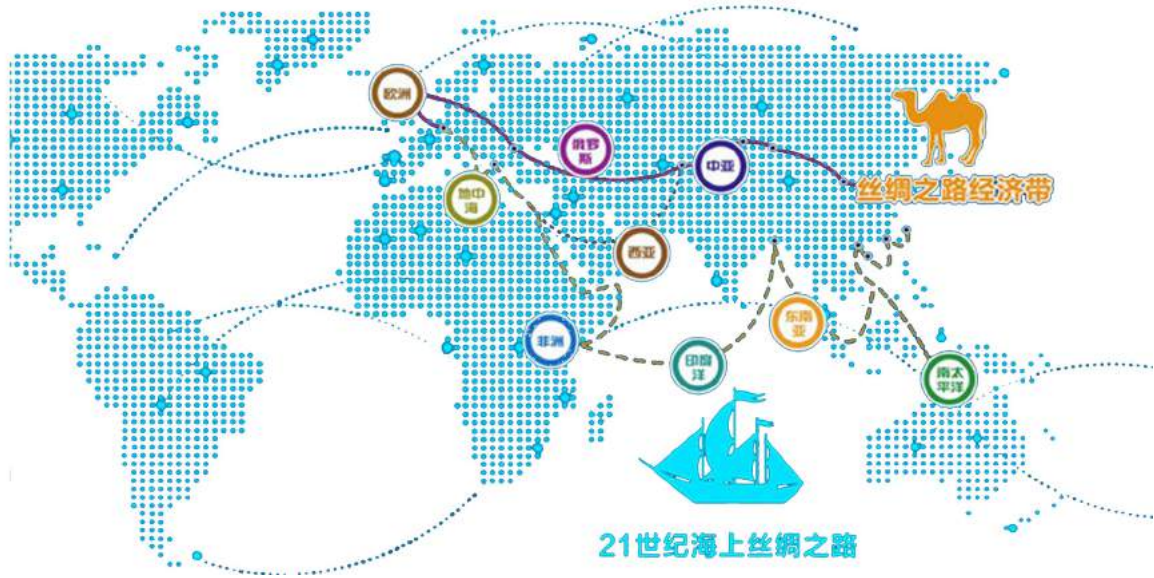 欧洲
俄罗
斯
中亚
丝绸之路经济带
地中
海
西亚
非洲
印度
洋
东南
亚
南太
平洋
21世纪海上丝绸之路